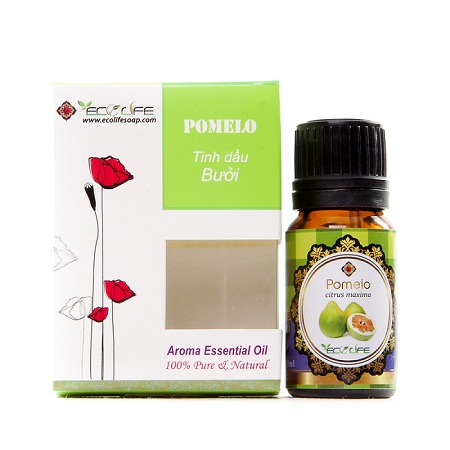 ECOLIFE
www.ecolifesoap.com
POMELO
Tinh dầu
Bưởi
Aroma Essential Oil
100% Pure & Natural
Pomelo
citrus maxima
ECOLIFE